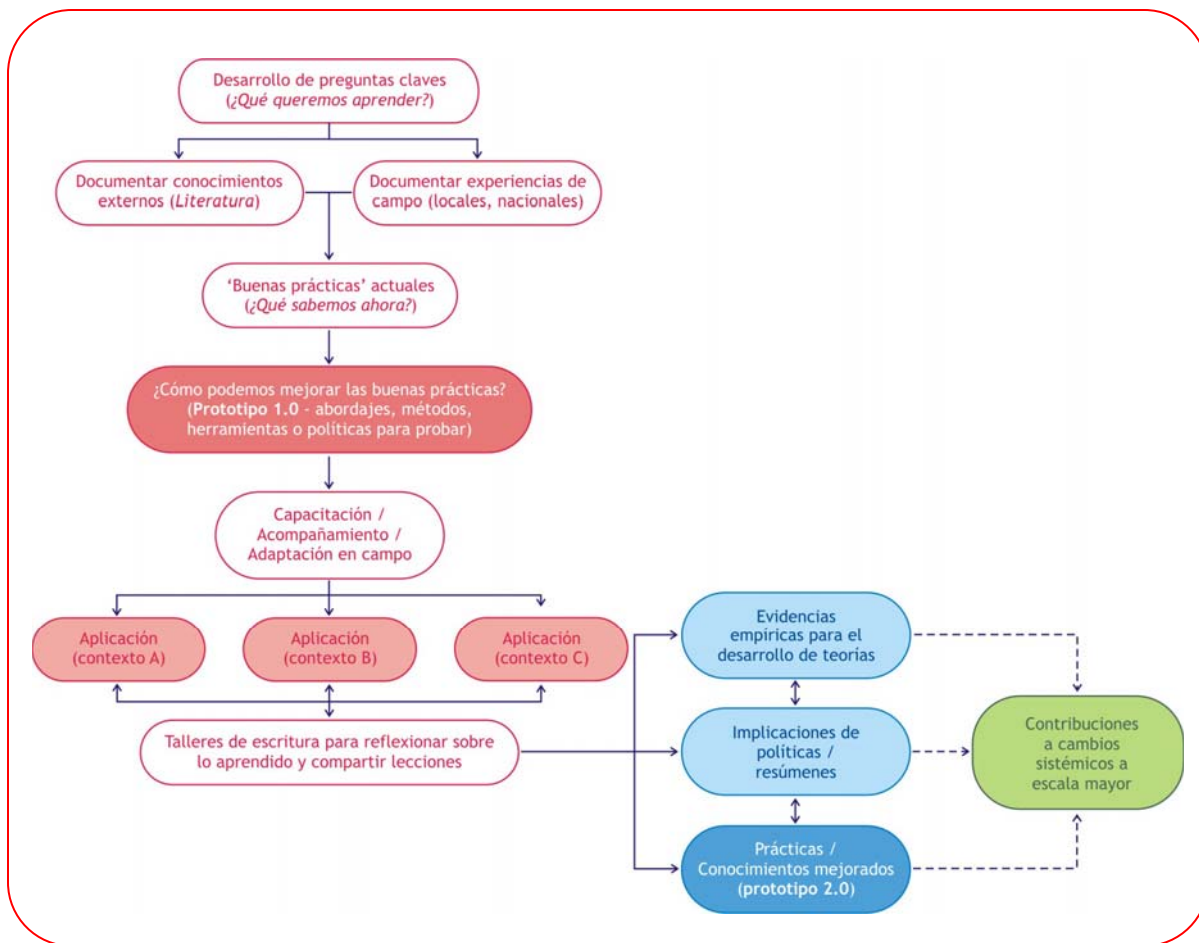 Desarrollo de preguntas claves
(¿Qué queremos aprender?)
Documentar conocimientos
externos (Literatura)
Documentar experiencias de
campo (locales, nacionales)
‘Buenas prácticas’ actuales
(¿Qué sabemos ahora?)
¿Cómo podemos mejorar las buenas prácticas?
(Prototipo 1.0 - abordajes, métodos,
herramientas o políticas para probar)
Capacitación /
Acompañamiento /
Adaptación en campo
Aplicación
(contexto A)
Aplicación
(contexto B)
Aplicación
(contexto C)
Talleres de escritura para reflexionar sobre
lo aprendido y compartir lecciones
Evidencias
empíricas para el
desarrollo de teorías
Implicaciones de
políticas /
resúmenes
Prácticas /
Conocimientos mejorados
(prototipo 2.0)
Contribuciones
a cambios
sistémicos a
escala mayor